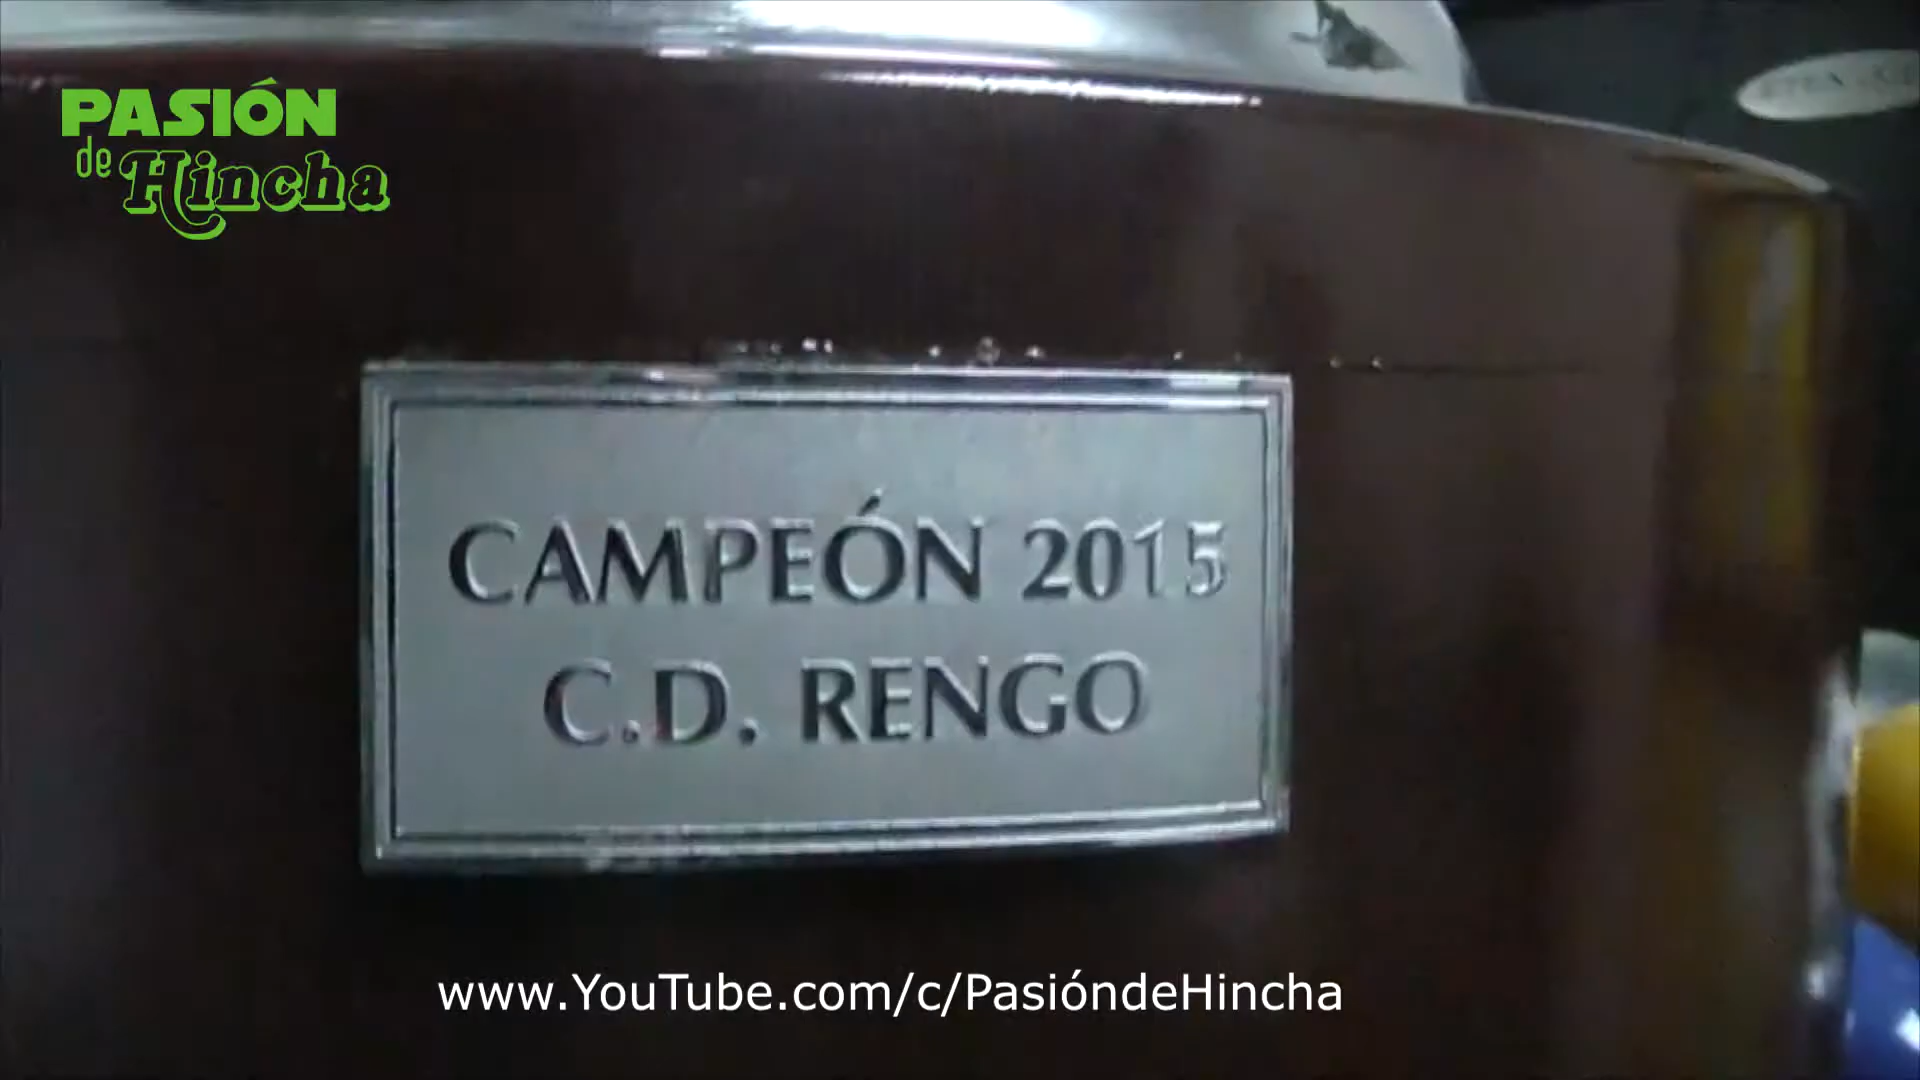 PASIÓN
de Hincha
CAMPEÓN 2015
C.D. RENGO
www.YouTube.com/c/PasióndeHincha